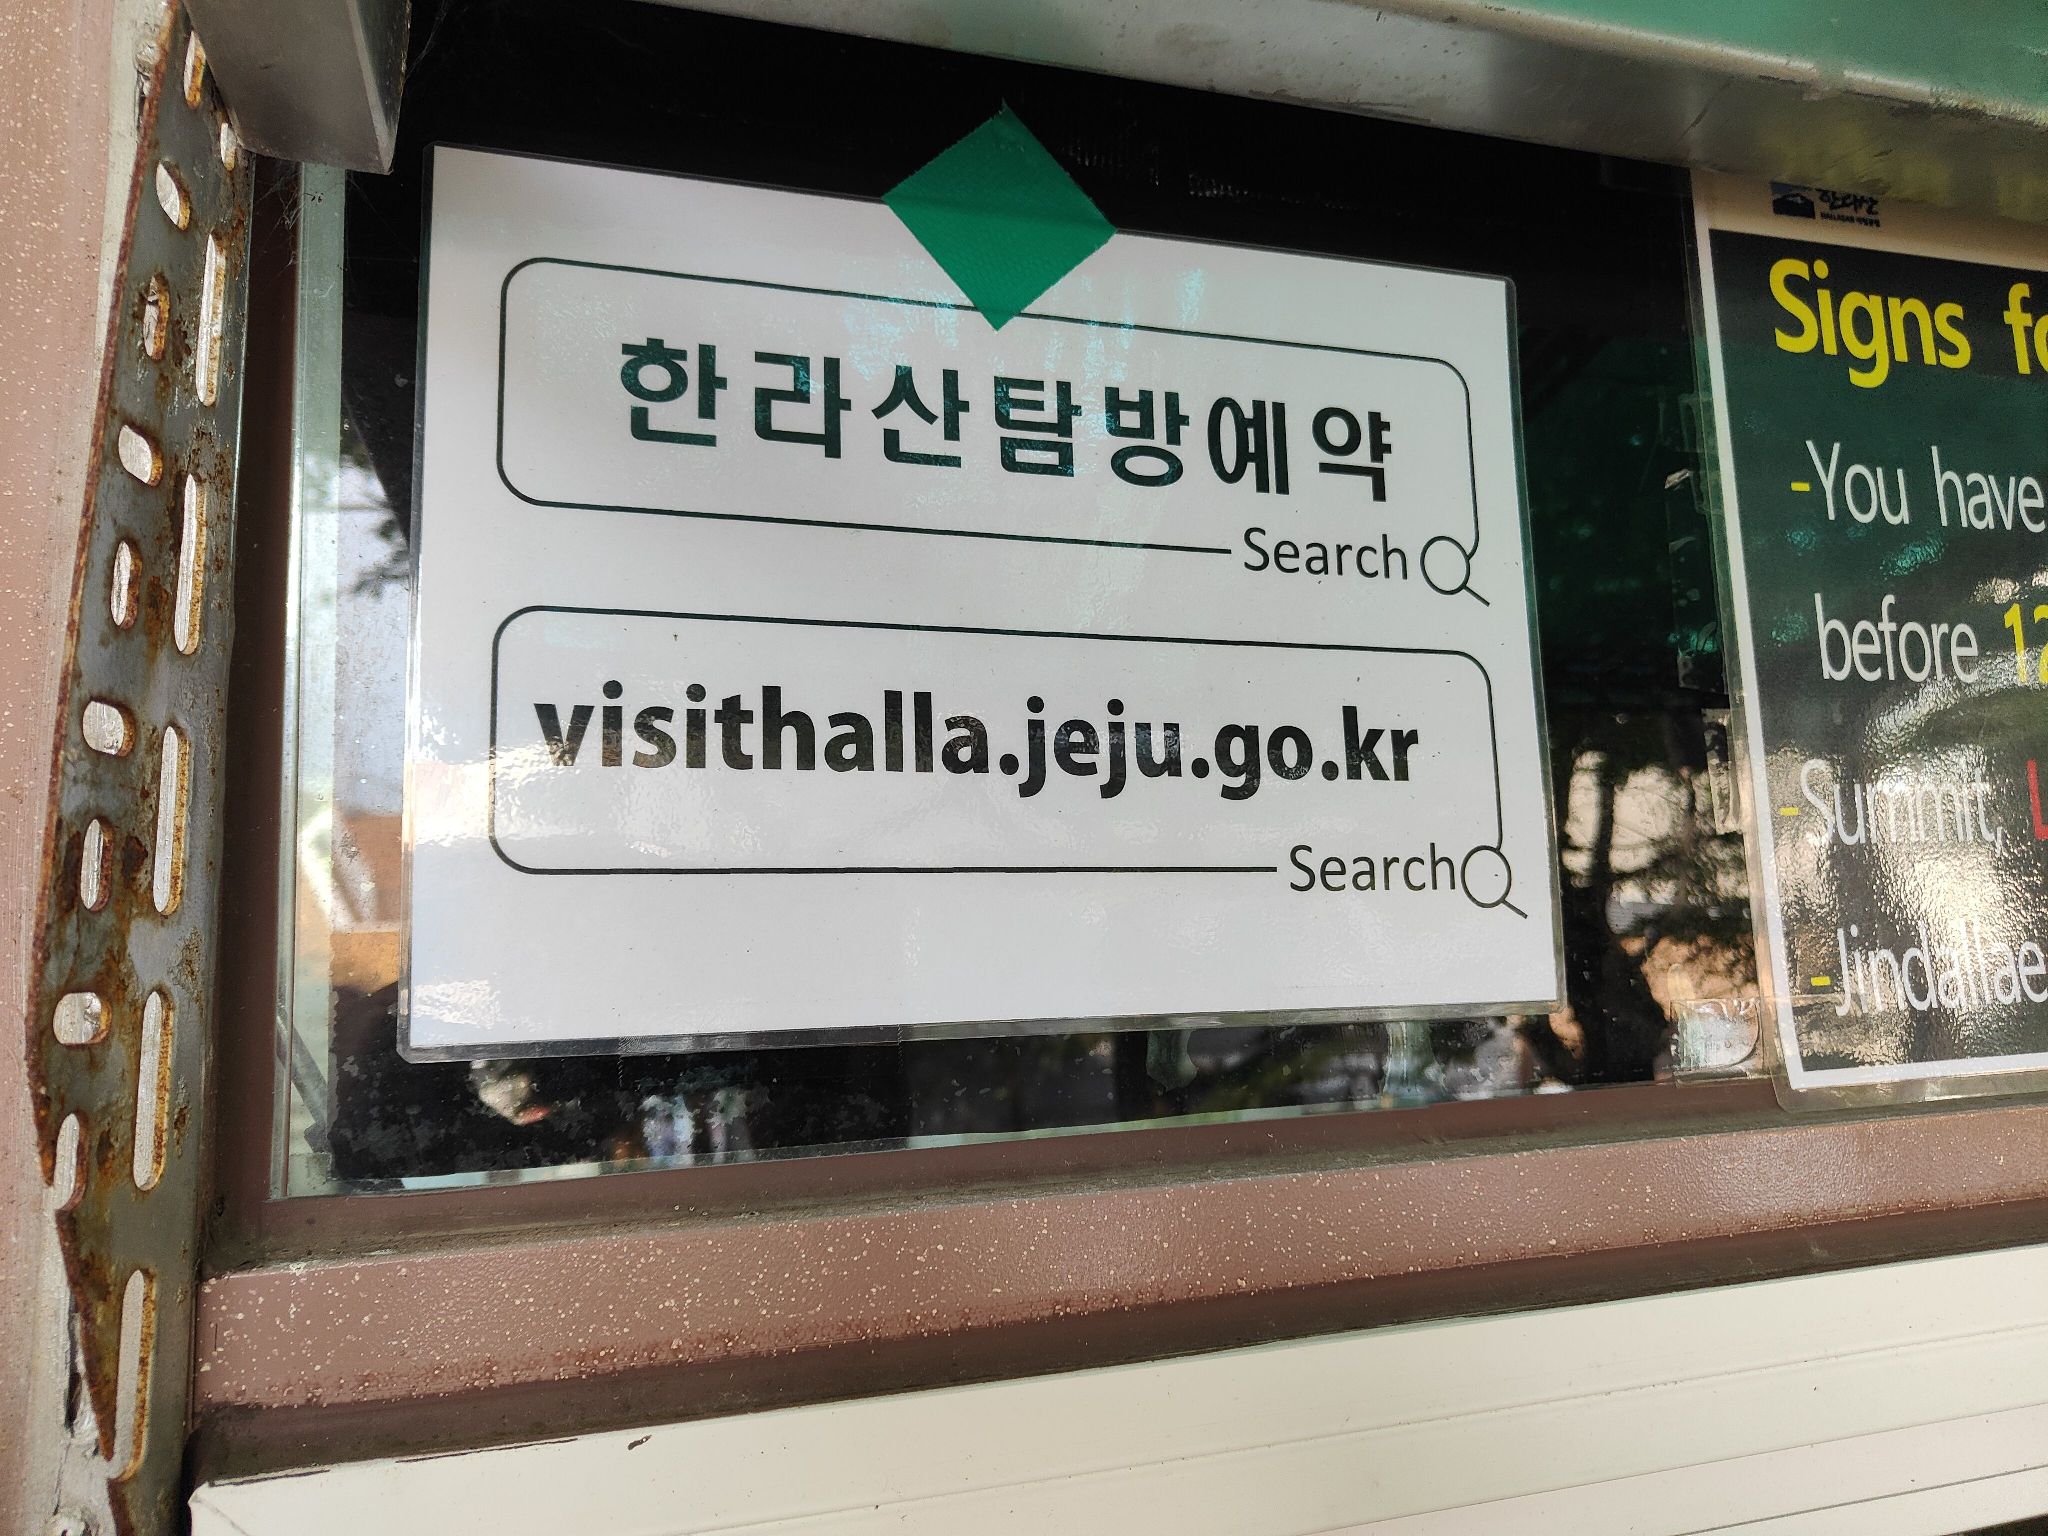 한라산탐방예약
Search
visithalla.jeju.go.kr
Search
Signs
-You have
before
-Summit,
-Jindallae